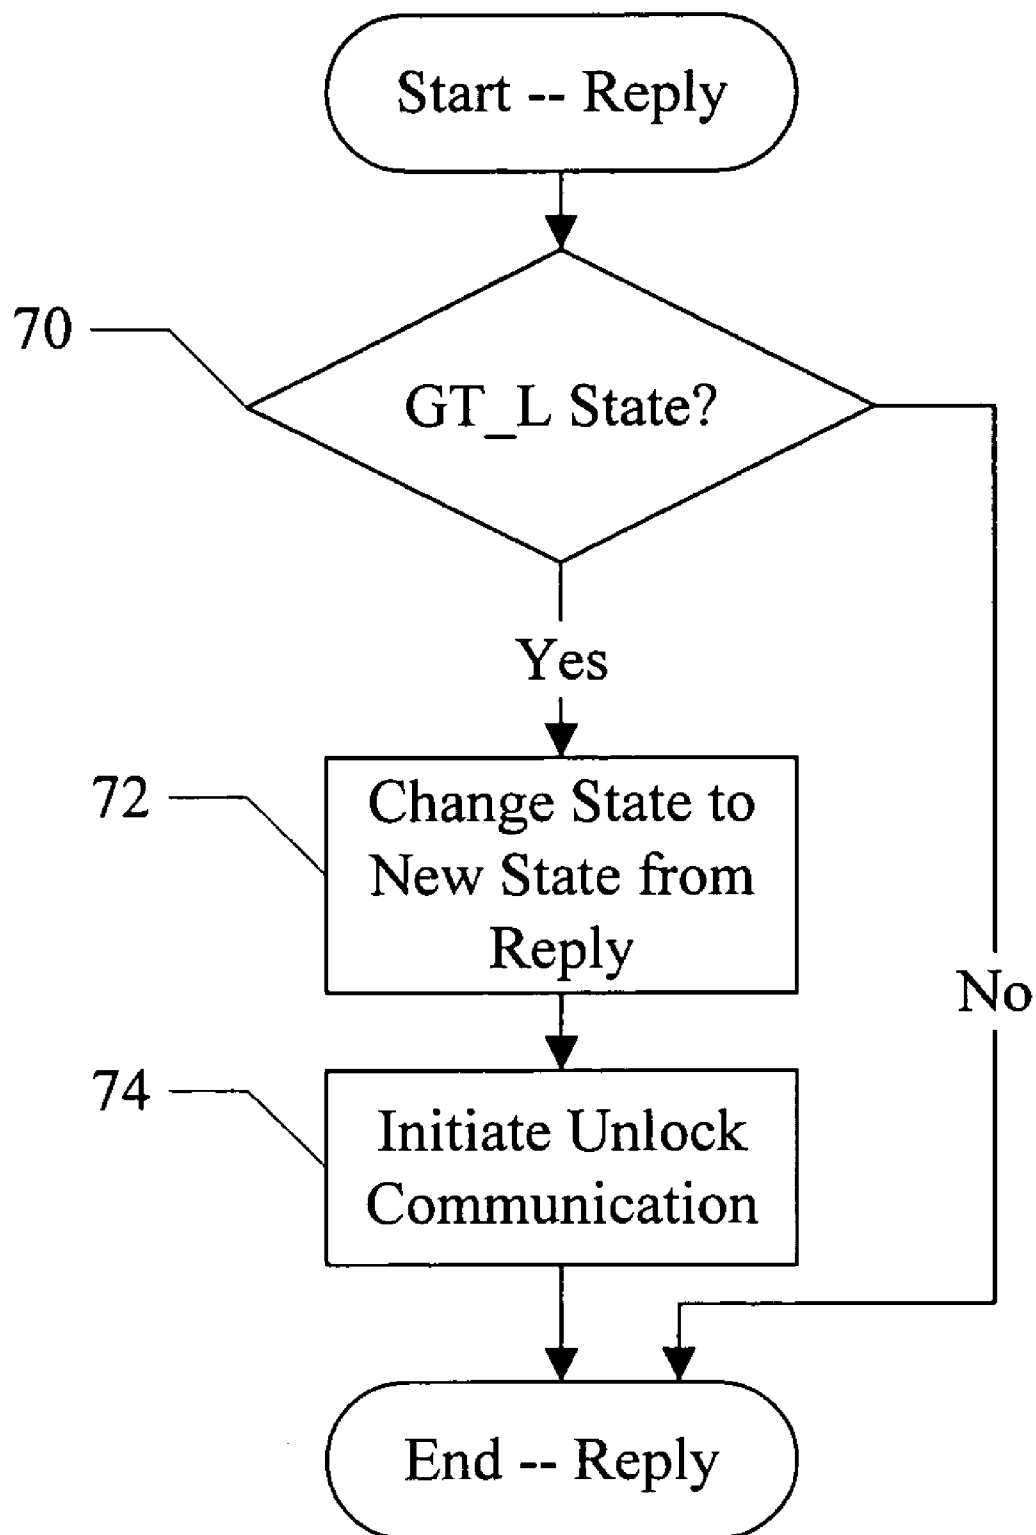 Start -- Reply
70
GT_L State?
Yes
72
Change State to
New State from
Reply
No
74
Initiate Unlock
Communication
End -- Reply